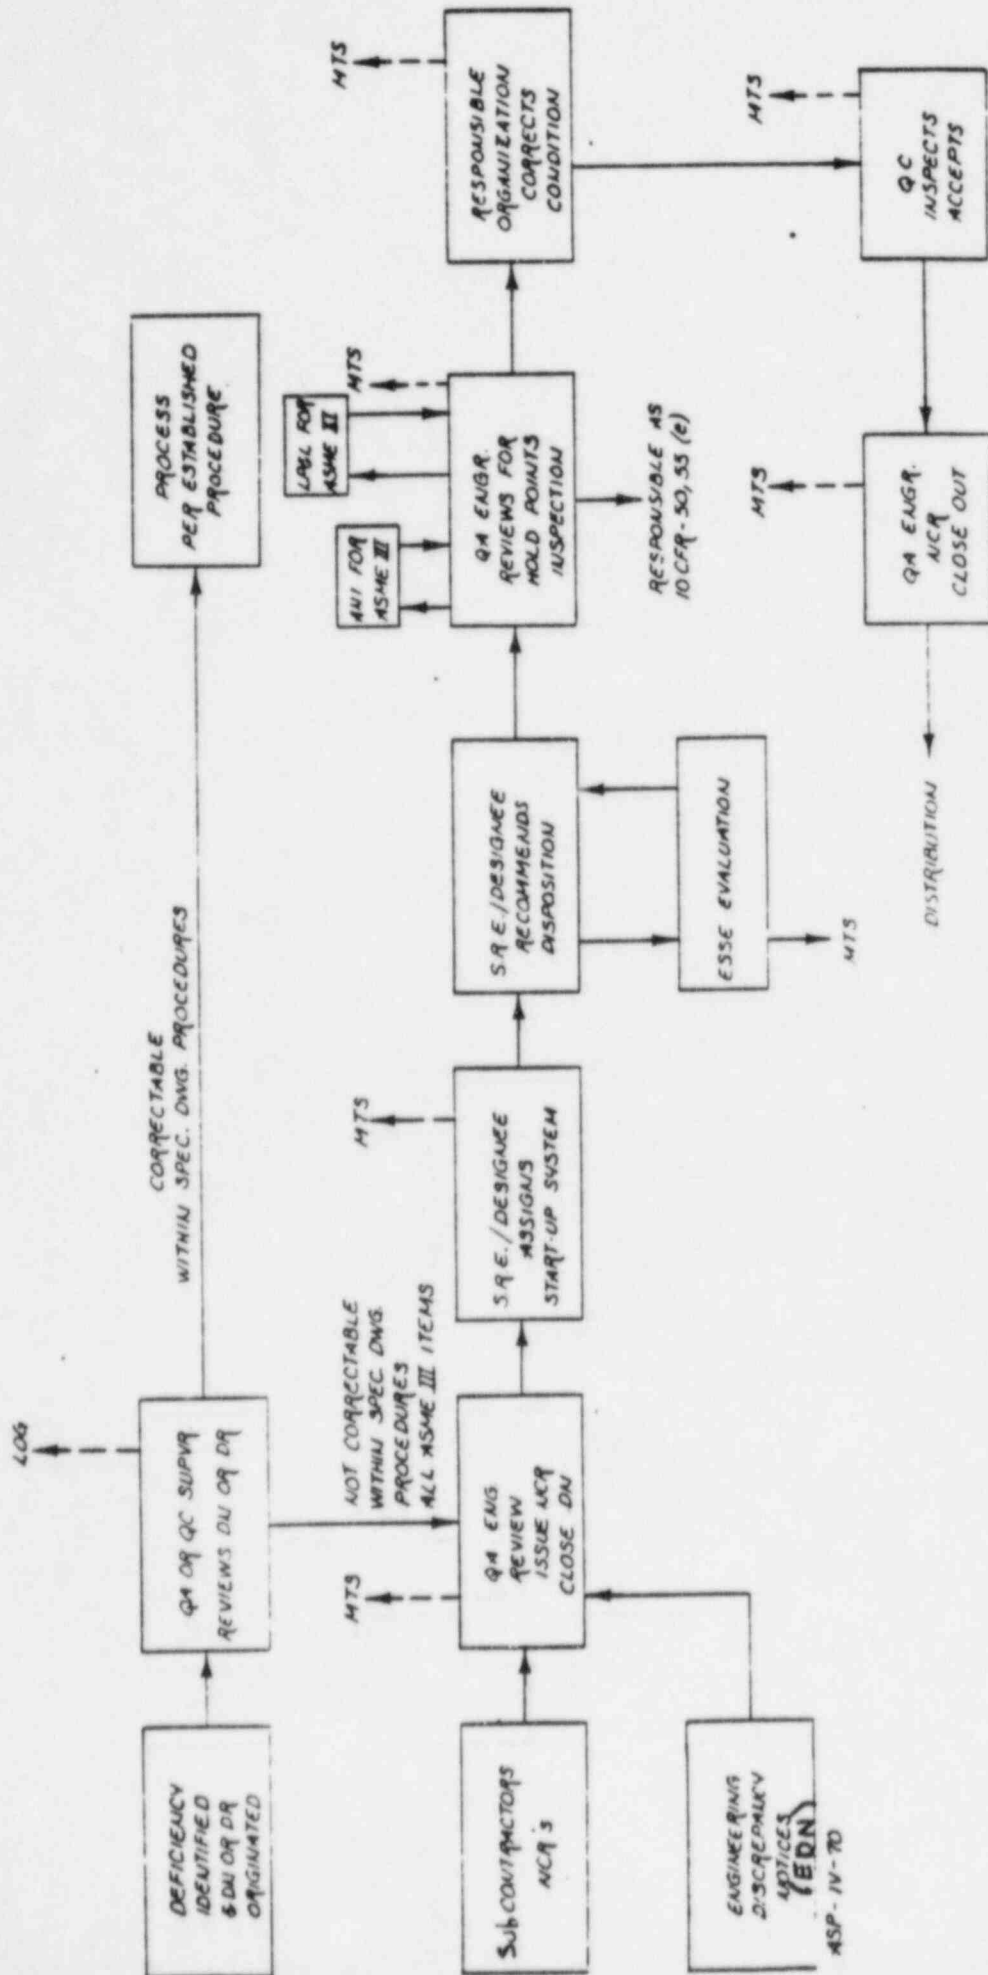 DEFICIENCY
IDENTIFIED
& DN OR DR
ORIGINATED
LOG
QA OR QC SUPVR
REVIEWS DN OR DR
CORRECTABLE
WITHIN SPEC. DWG. PROCEDURES
PROCESS
PER ESTABLISHED
PROCEDURE
NOT CORRECTABLE
WITHIN SPEC. DWG.
PROCEDURES
ALL ASME III ITEMS
SUbCONTRACTORS
NCR'S
ENGINEERING
DISCREPANCY
NOTICES
(EDN)
ASP-IV-70
MTS
QA ENG
REVIEW
ISSUE NCR
CLOSE DN
MTS
S.R.E./DESIGNEE
ASSIGNS
START-UP SYSTEM
S.R.E./DESIGNEE
RECOMMENDS
DISPOSITION
ESSE EVALUATION
MTS
ANI FOR
ASME III
LP&L FOR
ASME XI
MTS
QA ENGR.
REVIEWS FOR
HOLD POINTS
INSPECTION
RESPONSIBLE AS
10CFR-50, 55 (e)
MTS
RESPONSIBLE
ORGANIZATION
CORRECTS
CONDITION
MTS
QC
INSPECTS
ACCEPTS
MTS
QA ENGR.
NCR
CLOSE OUT
DISTRIBUTION